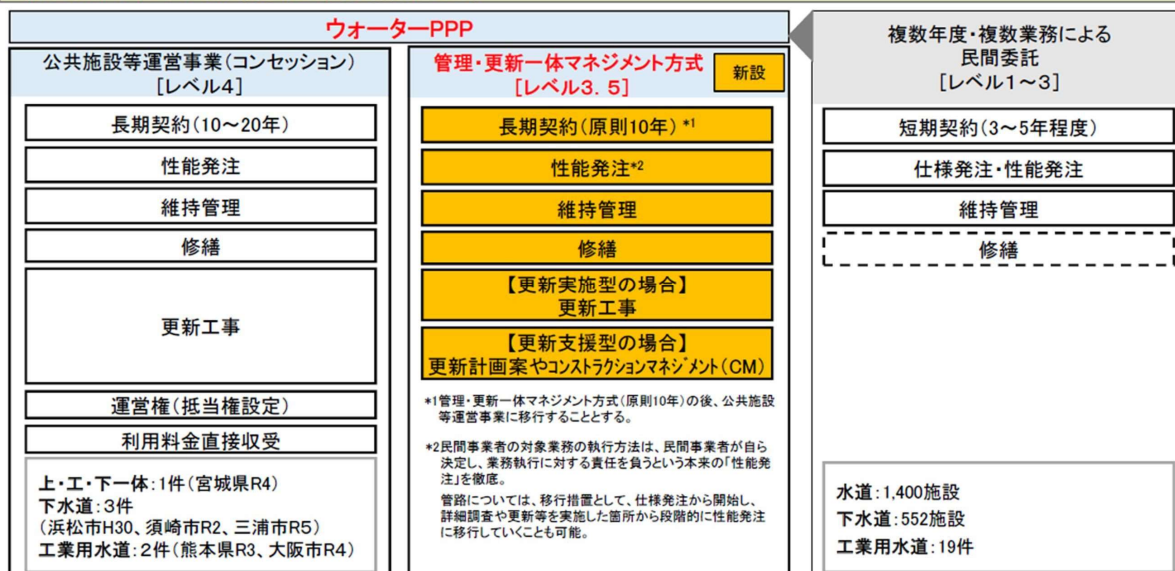 ウォーターPPP
公共施設等運営事業(コンセッション)
[レベル4]
長期契約(10～20年)
性能発注
維持管理
修繕
更新工事
運営権(抵当権設定)
利用料金直接収受
上・工・下一体:1件(宮城県R4)
下水道:3件
(浜松市H30、須崎市R2、三浦市R5)
工業用水道:2件(熊本県R3、大阪市R4)
管理・更新一体マネジメント方式
[レベル3.5]
新設
長期契約(原則10年)*1
性能発注*2
維持管理
修繕
【更新実施型の場合】
更新工事
【更新支援型の場合】
更新計画案やコンストラクションマネジメント(CM)
*1管理・更新一体マネジメント方式(原則10年)の後、公共施設
等運営事業に移行することとする。
*2民間事業者の対象業務の執行方法は、民間事業者が自ら
決定し、業務執行に対する責任を負うという本来の「性能発
注」を徹底。
管路については、移行措置として、仕様発注から開始し、
詳細調査や更新等を実施した箇所から段階的に性能発注
に移行していくことも可能。
複数年度・複数業務による
民間委託
[レベル1～3]
短期契約(3～5年程度)
仕様発注・性能発注
維持管理
修繕
水道:1,400施設
下水道:552施設
工業用水道:19件